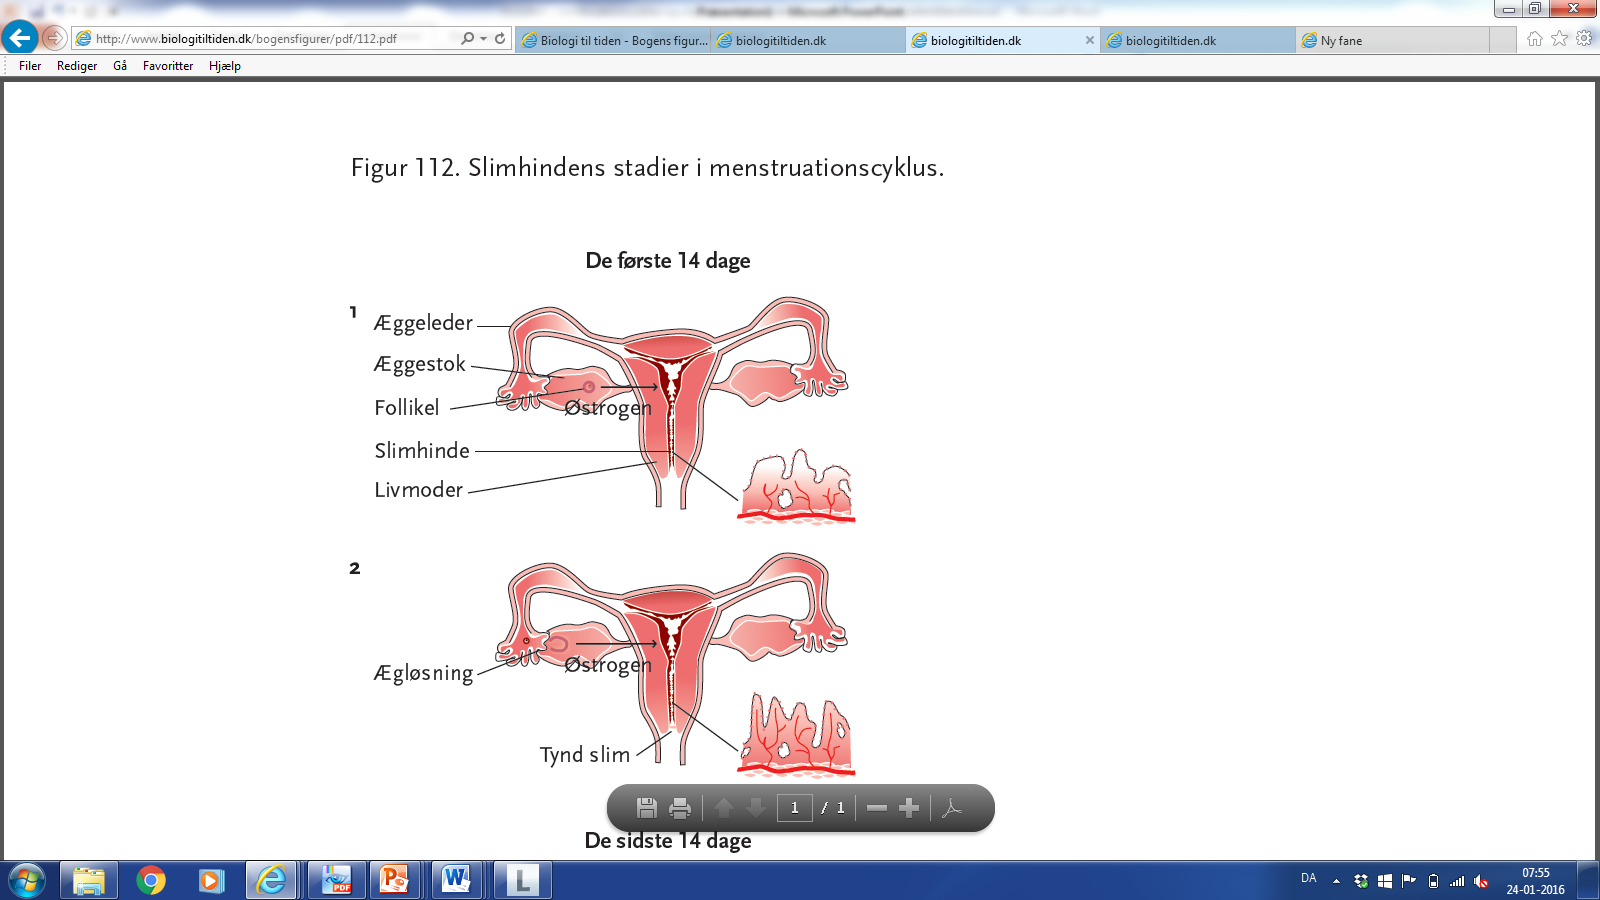 http://www.biologitiltiden.dk/bogensfigurer/pdf/112.pdf
Biologi til tiden - Bogens figur...
biologitiltiden.dk
biologitiltiden.dk
biologitiltiden.dk
Ny fane
Filer Rediger Gå Favoritter Hjælp
Figur 112. Slimhindens stadier i menstruationscyklus.
De første 14 dage
1
Æggeleder
Æggestok
Follikel
Østrogen
Slimhinde
Livmoder
2
Østrogen
Ægløsning
Tynd slim
1 / 1
De sidste 14 dage
DA
07:55
24-01-2016